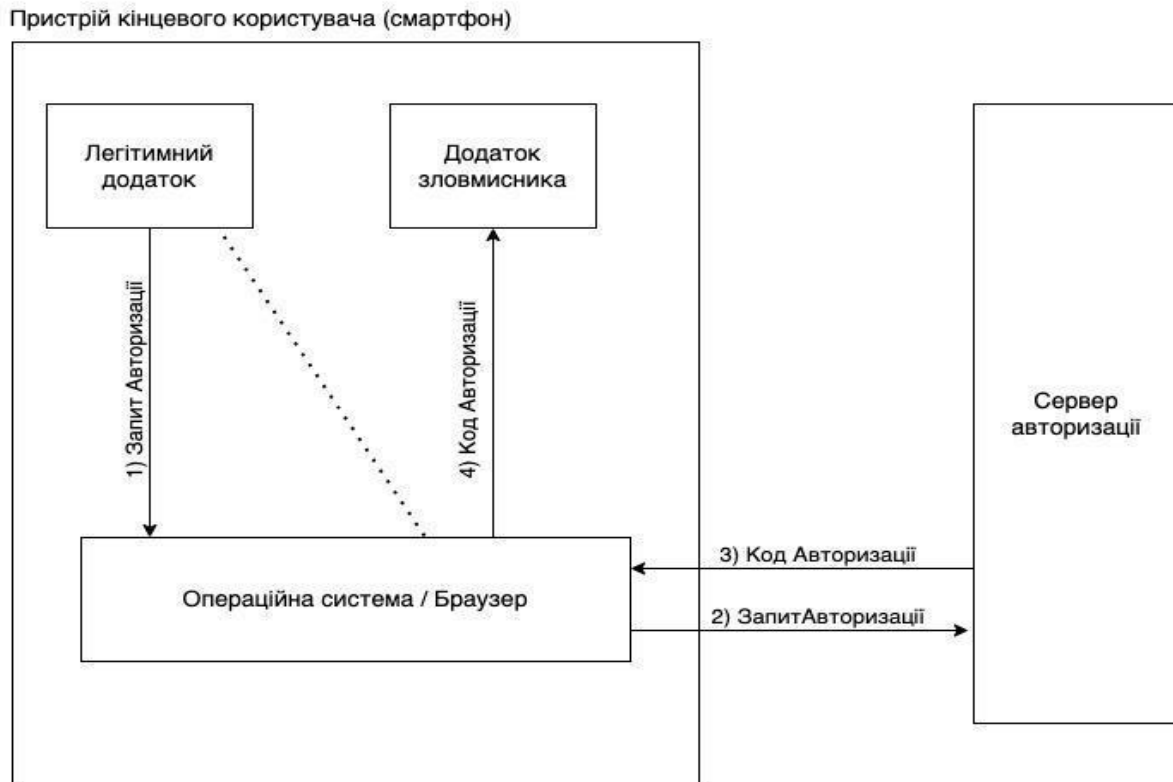 Пристрій кінцевого користувача (смартфон)
Легітимний
додаток
Додаток
зловмисника
1) Запит Авторизації
4) Код Авторизації
Сервер
авторизації
3) Код Авторизації
2) ЗапитАвторизації
Операційна система / Браузер